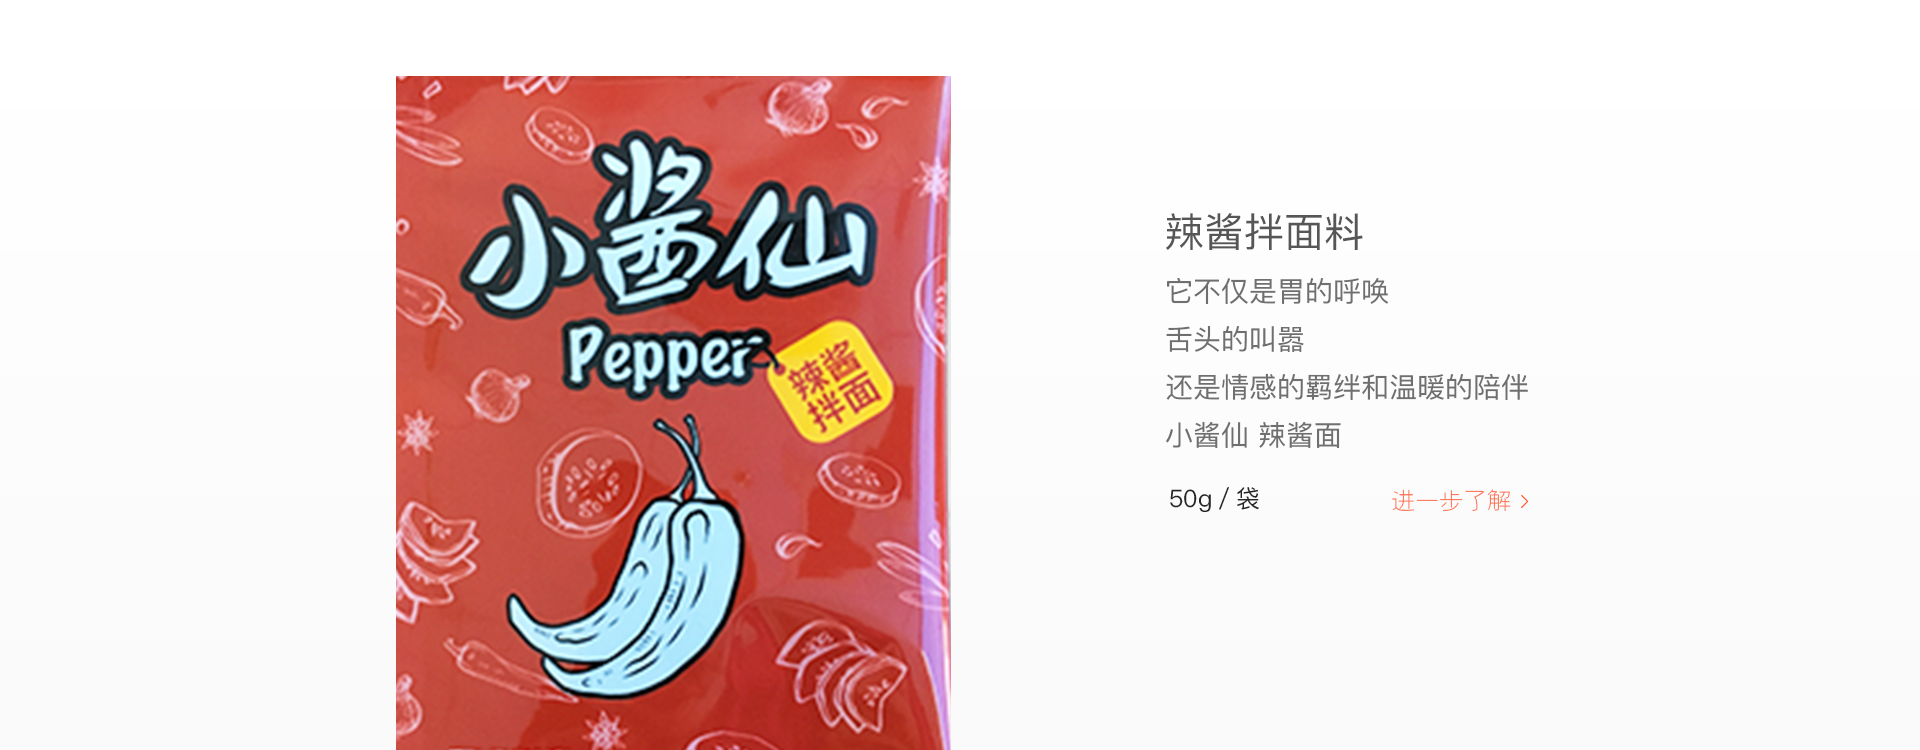 小酱仙
Pepper
辣酱
拌面
辣酱拌面料
它不仅是胃的呼唤
舌头的叫嚣
还是情感的羁绊和温暖的陪伴
小酱仙 辣酱面
50g / 袋
进一步了解 >